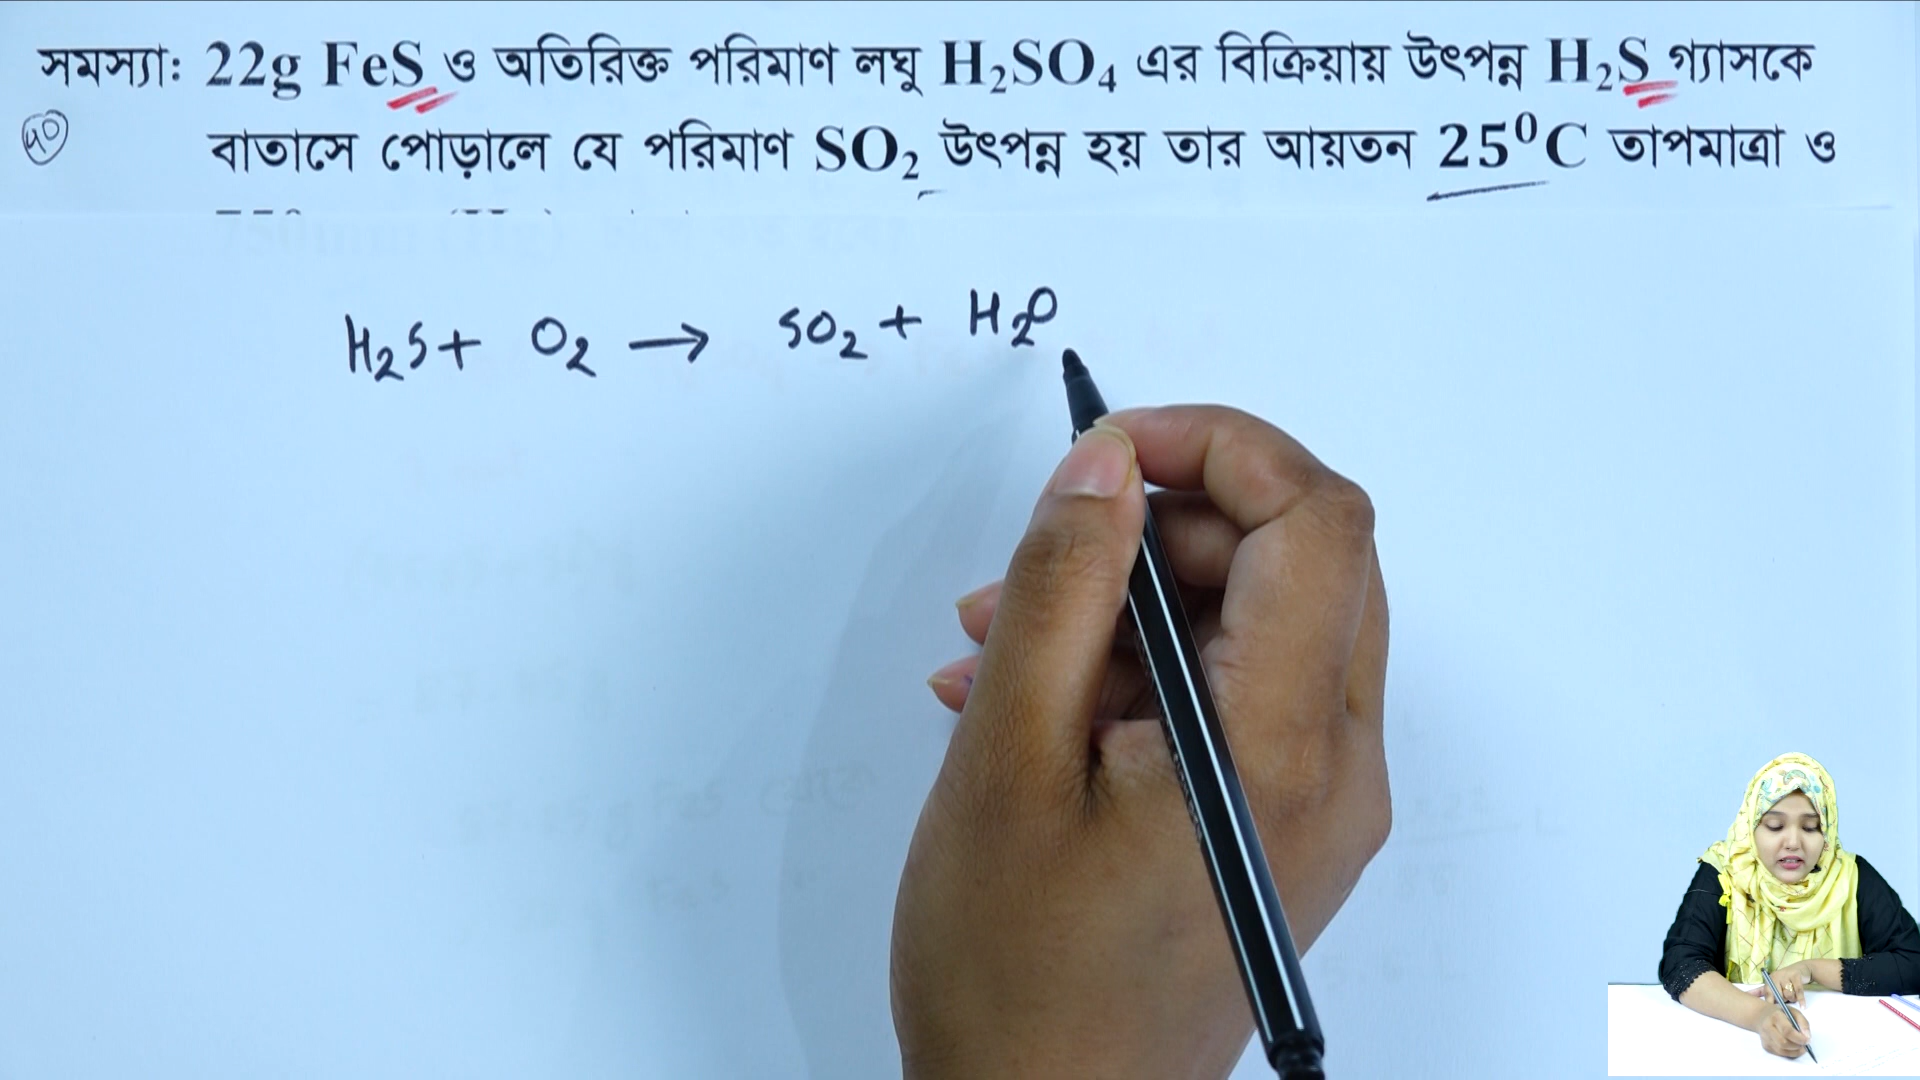 সমস্যাঃ 22g FeS ও অতিরিক্ত পরিমাণ লঘু H₂SO₄ এর বিক্রিয়ায় উৎপন্ন H₂S গ্যাসকে
বাতাসে পোড়ালে যে পরিমাণ SO₂ উৎপন্ন হয় তার আয়তন 25⁰C তাপমাত্রা ও
H₂S + O₂ → SO₂ + H₂O